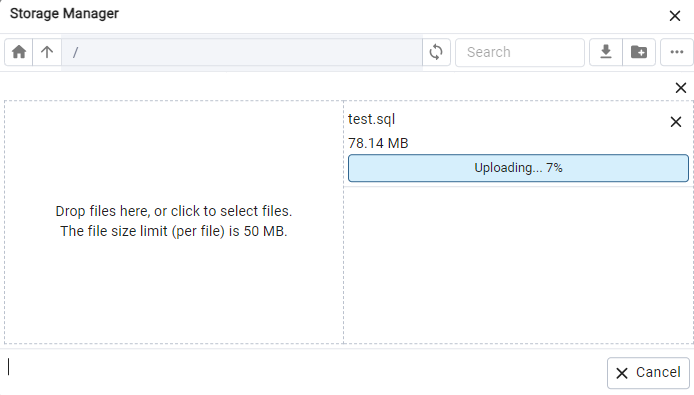 Storage Manager
/
Search
test.sql
78.14 MB
Uploading... 7%
Drop files here, or click to select files.
The file size limit (per file) is 50 MB.
Cancel